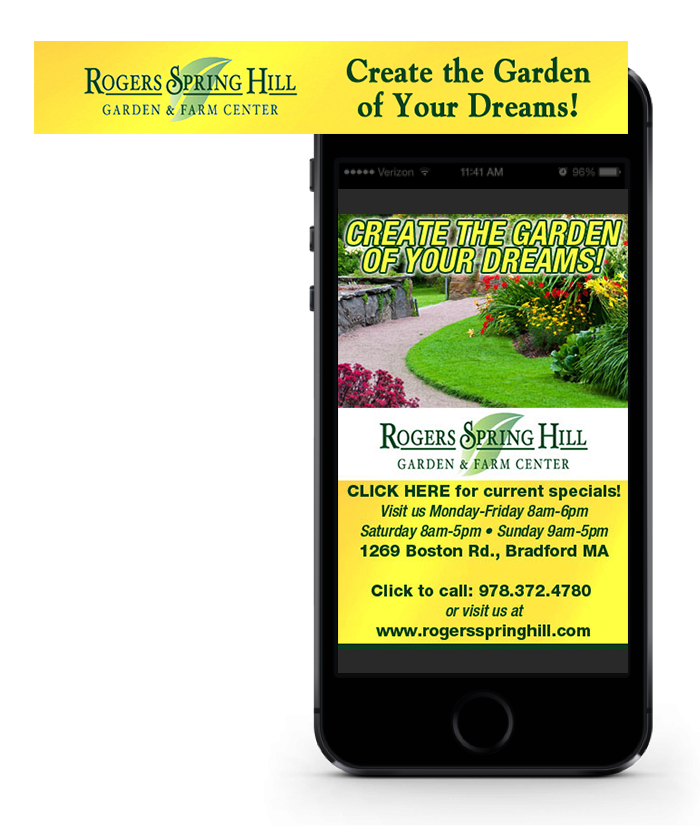 ROGERS SPRING HILL
GARDEN & FARM CENTER
Create the Garden
of Your Dreams!
Verizon
11:41 AM
96%
CREATE THE GARDEN
OF YOUR DREAMS!
ROGERS SPRING HILL
GARDEN & FARM CENTER
CLICK HERE for current specials!
Visit us Monday-Friday 8am-6pm
Saturday 8am-5pm • Sunday 9am-5pm
1269 Boston Rd., Bradford MA
Click to call: 978.372.4780
or visit us at
www.rogersspringhill.com